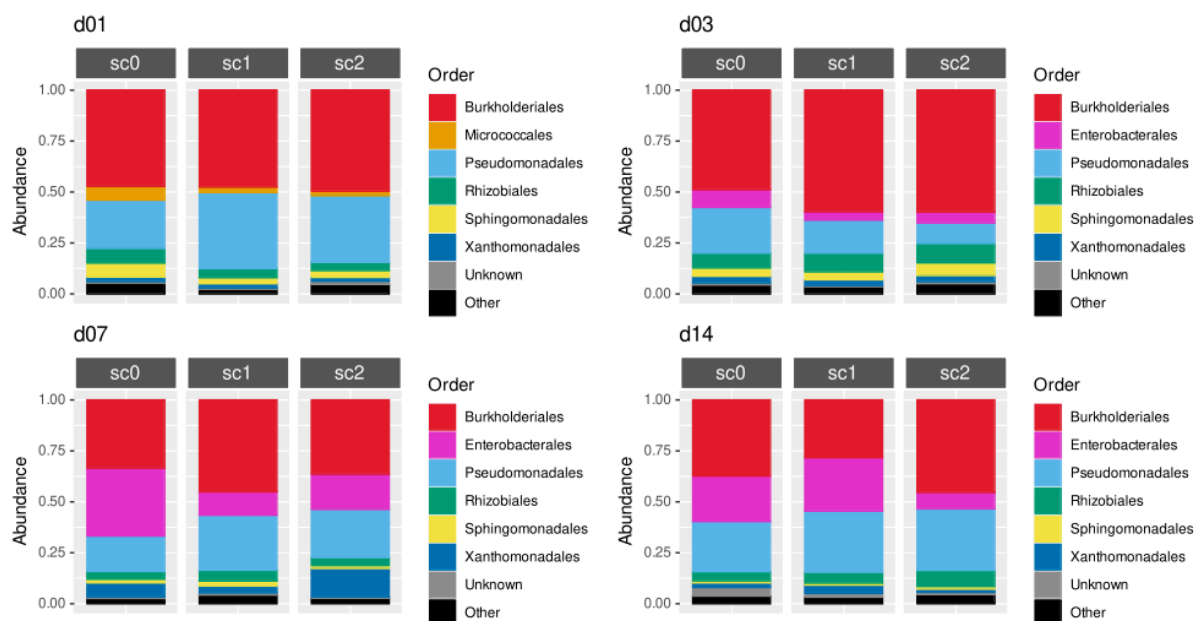 d01
sc0 sc1 sc2
Abundance
1.00
0.75
0.50
0.25
0.00
Order
Burkholderiales
Micrococcales
Pseudomonadales
Rhizobiales
Sphingomonadales
Xanthomonadales
Unknown
Other
d03
sc0 sc1 sc2
Abundance
1.00
0.75
0.50
0.25
0.00
Order
Burkholderiales
Enterobacterales
Pseudomonadales
Rhizobiales
Sphingomonadales
Xanthomonadales
Unknown
Other
d07
sc0 sc1 sc2
Abundance
1.00
0.75
0.50
0.25
0.00
Order
Burkholderiales
Enterobacterales
Pseudomonadales
Rhizobiales
Sphingomonadales
Xanthomonadales
Unknown
Other
d14
sc0 sc1 sc2
Abundance
1.00
0.75
0.50
0.25
0.00
Order
Burkholderiales
Enterobacterales
Pseudomonadales
Rhizobiales
Sphingomonadales
Xanthomonadales
Unknown
Other